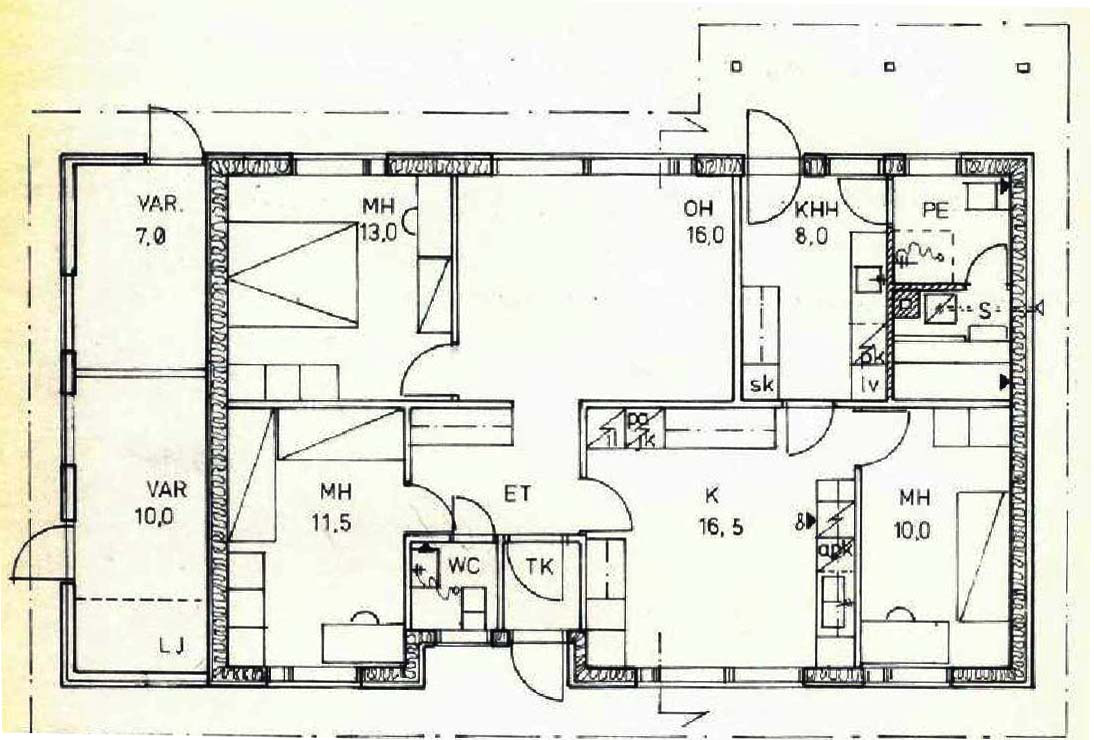 VAR.
7,0
MH
13,0
OH
16,0
KHH
8,0
PE
S
pk
sk
lv
pa
jk
MH
11.5
ET
K
16,5
8
apk
MH
10,0
VAR
10,0
WC
TK
LJ